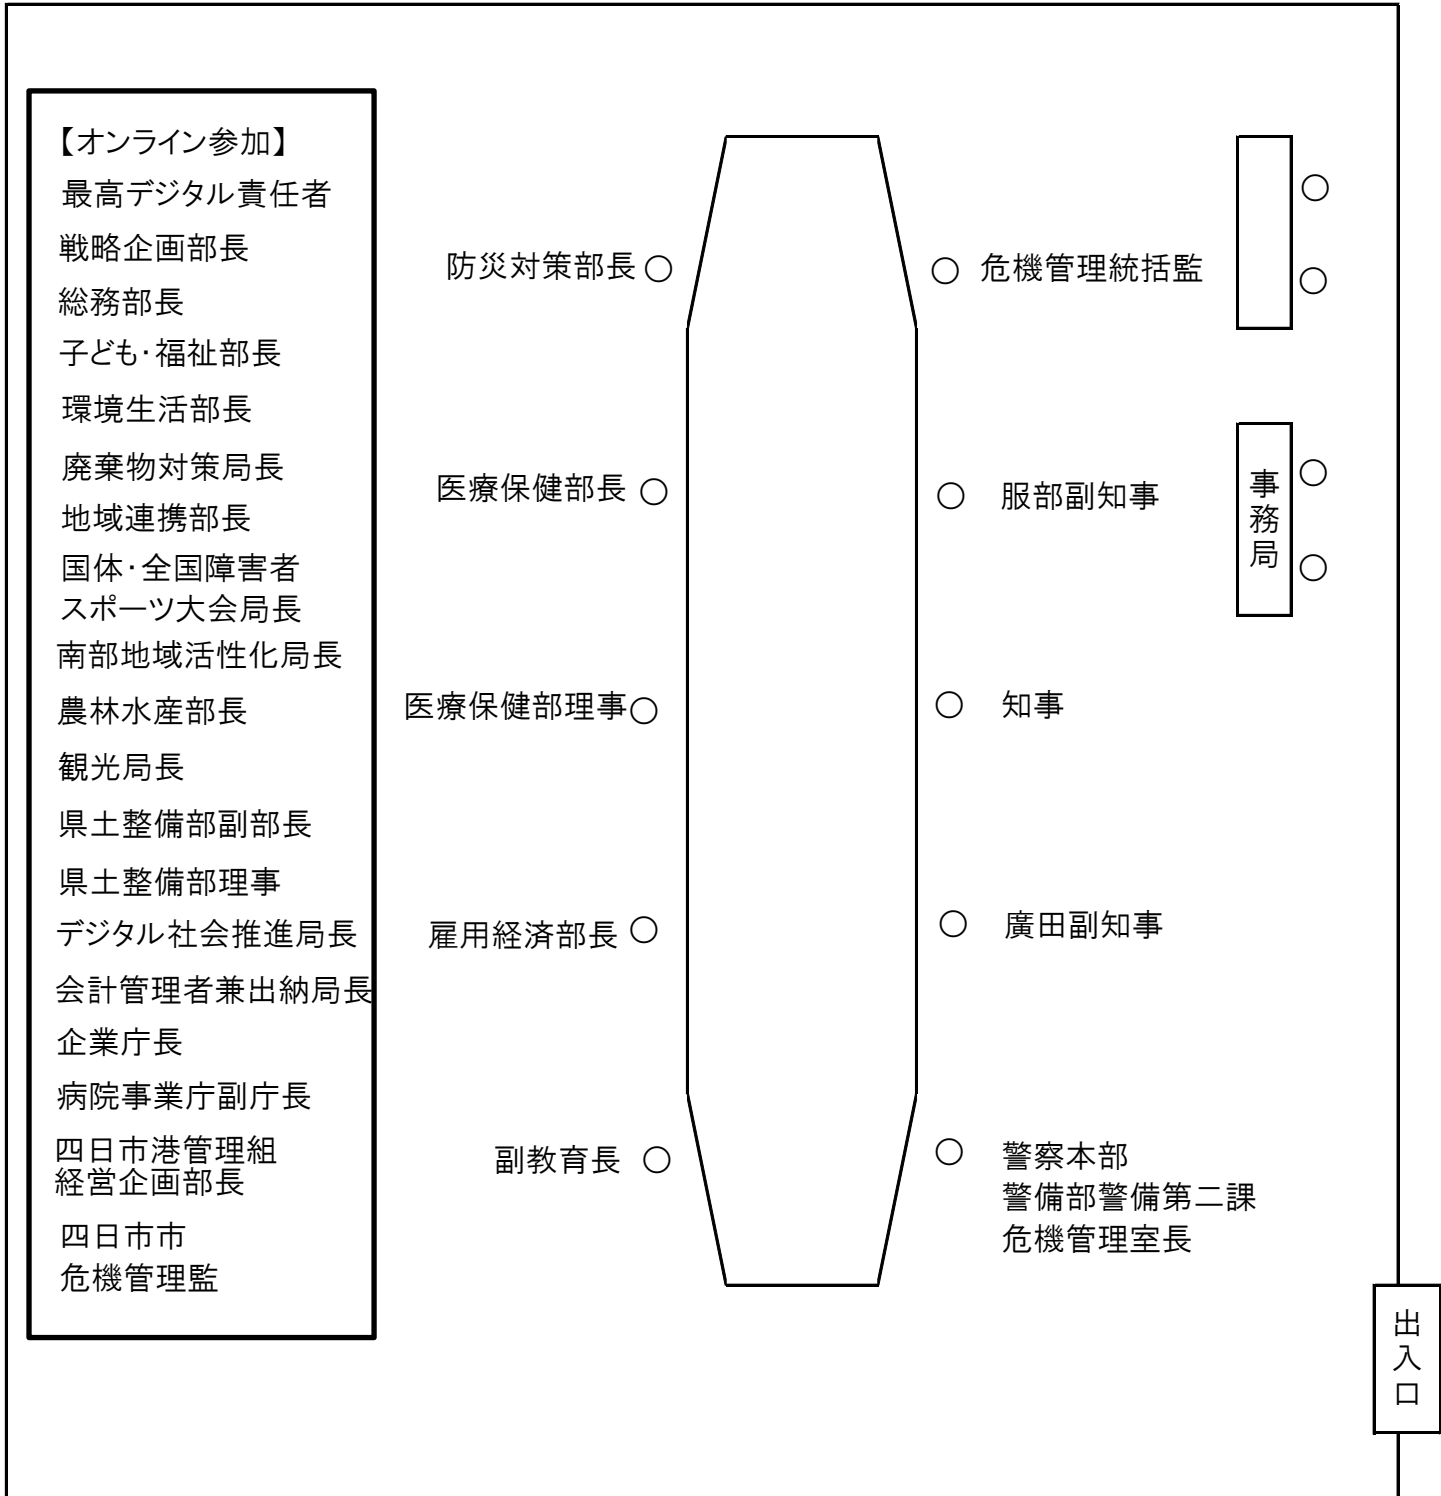 【オンライン参加】
最高デジタル責任者
戦略企画部長
総務部長
子ども・福祉部長
環境生活部長
廃棄物対策局長
地域連携部長
国体・全国障害者
スポーツ大会局長
南部地域活性化局長
農林水産部長
観光局長
県土整備部副部長
県土整備部理事
デジタル社会推進局長
会計管理者兼出納局長
企業庁長
病院事業庁副庁長
四日市港管理組
経営企画部長
四日市市
危機管理監
防災対策部長
医療保健部長
医療保健部理事
雇用経済部長
副教育長
危機管理統括監
服部副知事
知事
廣田副知事
警察本部
警備部警備第二課
危機管理室長
事務局
出入口